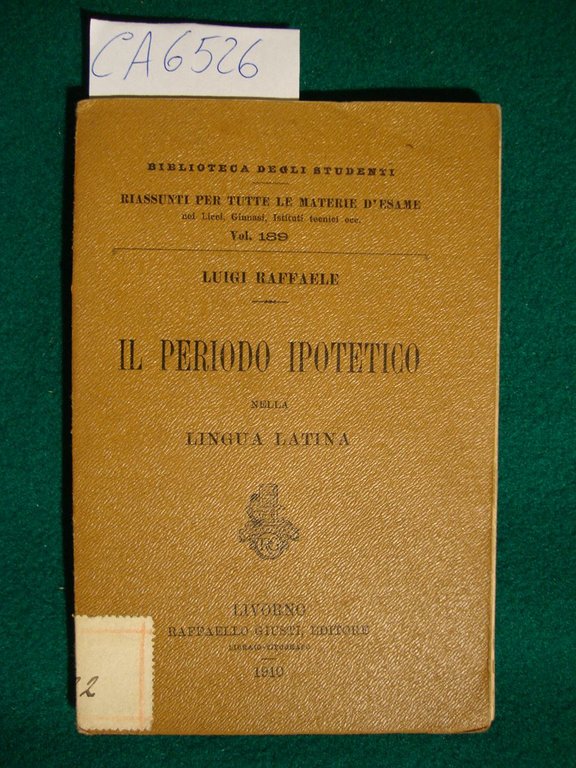 CA6526
BIBLIOTECA DEGLI STUDENTI
RIASSUNTI PER TUTTE LE MATERIE D'ESAME
nei Licei, Ginnasi, Istituti tecnici ecc.
Vol. 189
LUIGI RAFFAELE
IL PERIODO IPOTETICO
NELLA
LINGUA LATINA
LIVORNO
RAFFAELLO GIUSTI, EDITORE
LIBRAIO-TIPOGRAFO
1910
2